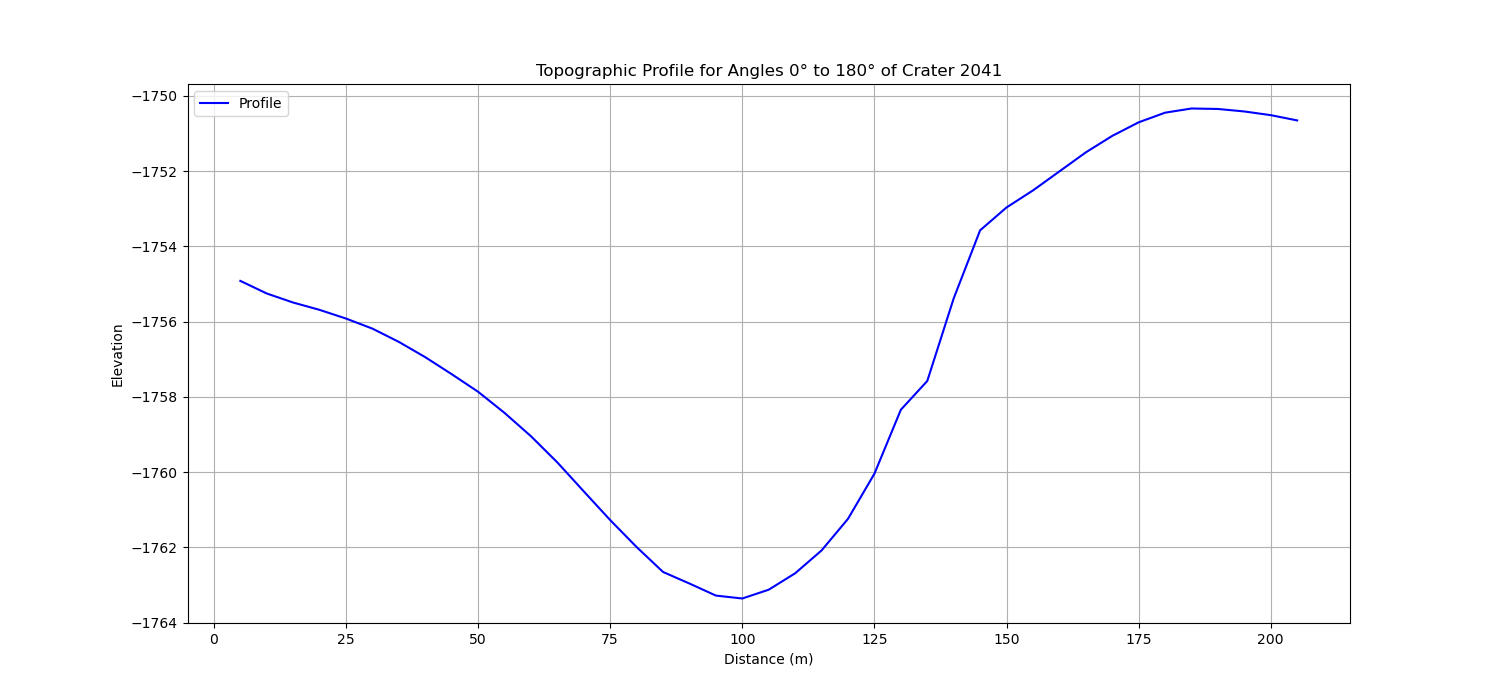 Topographic Profile for Angles 0° to 180° of Crater 2041
Profile
−1750
−1752
−1754
−1756
−1758
−1760
−1762
−1764
Elevation
0 25 50 75 100 125 150 175 200
Distance (m)